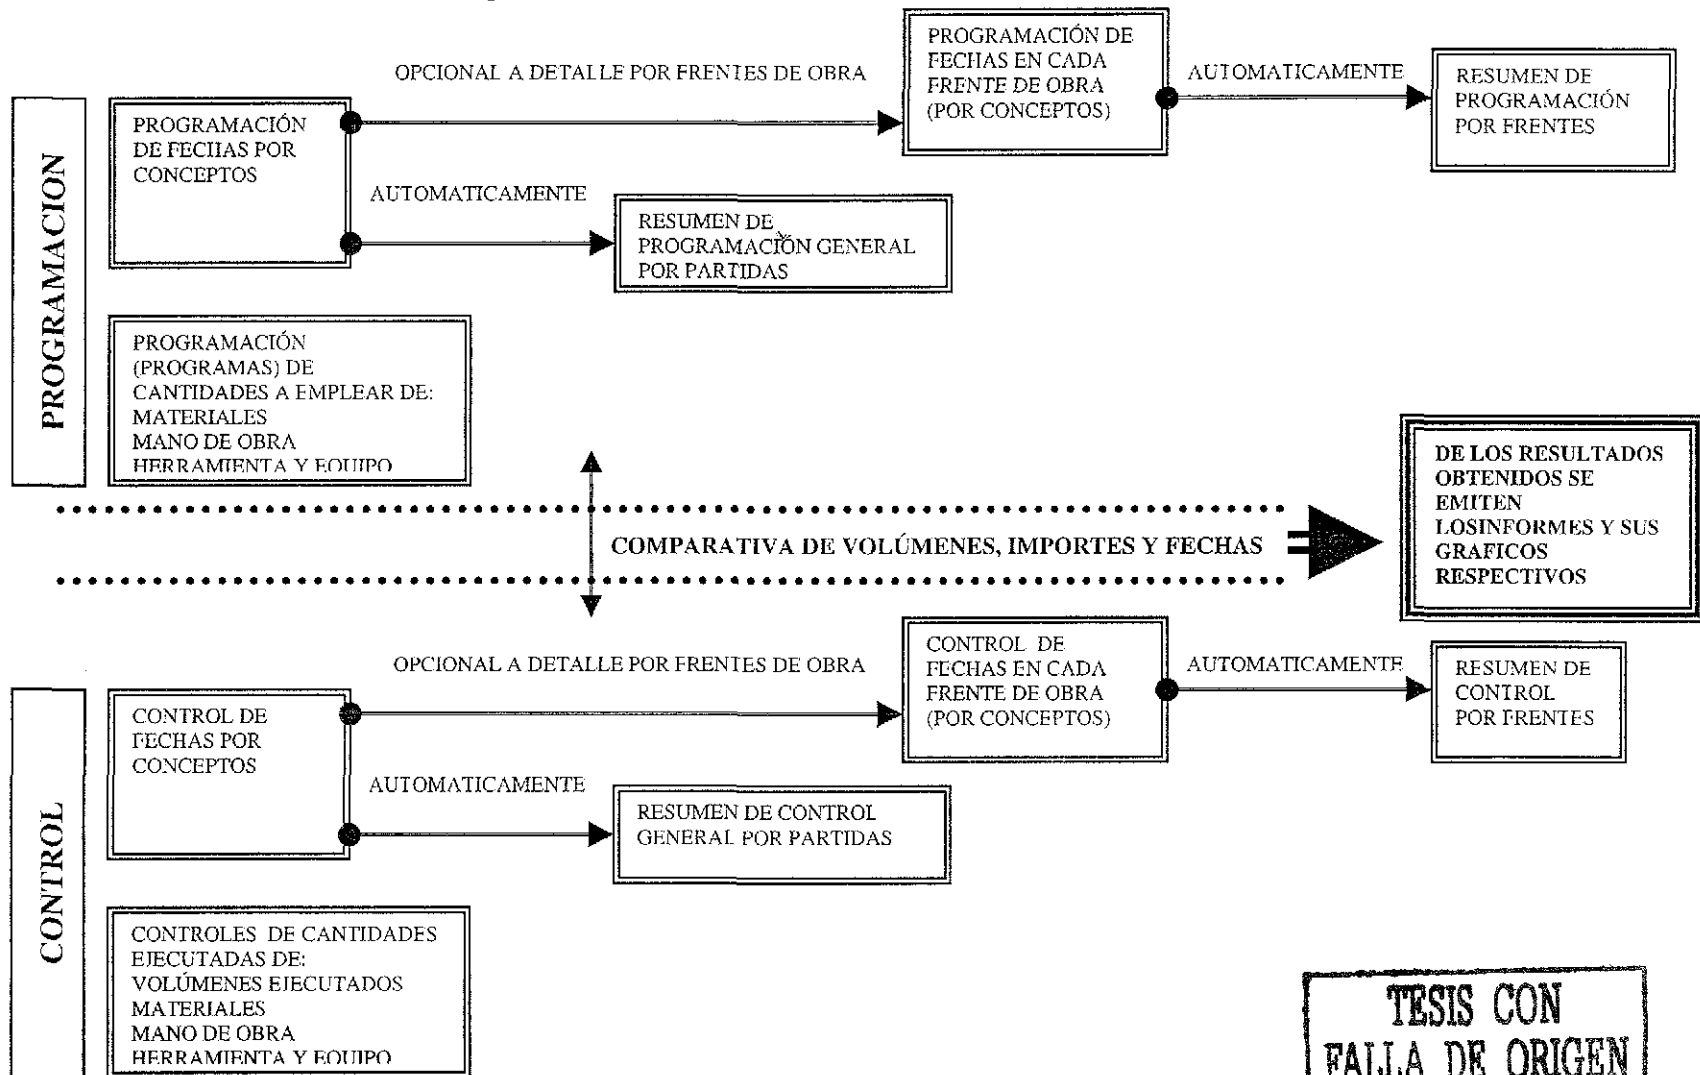 PROGRAMACION
PROGRAMACIÓN
DE FECHAS POR
CONCEPTOS
OPCIONAL A DETALLE POR FRENTES DE OBRA
PROGRAMACIÓN DE
FECHAS EN CADA
FRENTE DE OBRA
(POR CONCEPTOS)
AUTOMATICAMENTE
RESUMEN DE
PROGRAMACIÓN
POR FRENTES
AUTOMATICAMENTE
RESUMEN DE
PROGRAMACIÓN GENERAL
POR PARTIDAS
PROGRAMACIÓN
(PROGRAMAS) DE
CANTIDADES A EMPLEAR DE:
MATERIALES
MANO DE OBRA
HERRAMIENTA Y EQUIPO
COMPARATIVA DE VOLÚMENES, IMPORTES Y FECHAS
DE LOS RESULTADOS
OBTENIDOS SE
EMITEN
LOSINFORMES Y SUS
GRAFICOS
RESPECTIVOS
CONTROL
CONTROL DE
FECHAS POR
CONCEPTOS
OPCIONAL A DETALLE POR FRENTES DE OBRA
CONTROL DE
FECHAS EN CADA
FRENTE DE OBRA
(POR CONCEPTOS)
AUTOMATICAMENTE
RESUMEN DE
CONTROL
POR FRENTES
AUTOMATICAMENTE
RESUMEN DE CONTROL
GENERAL POR PARTIDAS
CONTROLES DE CANTIDADES
EJECUTADAS DE:
VOLÚMENES EJECUTADOS
MATERIALES
MANO DE OBRA
HERRAMIENTA Y EQUIPO
TESIS CON
FALLA DE ORIGEN